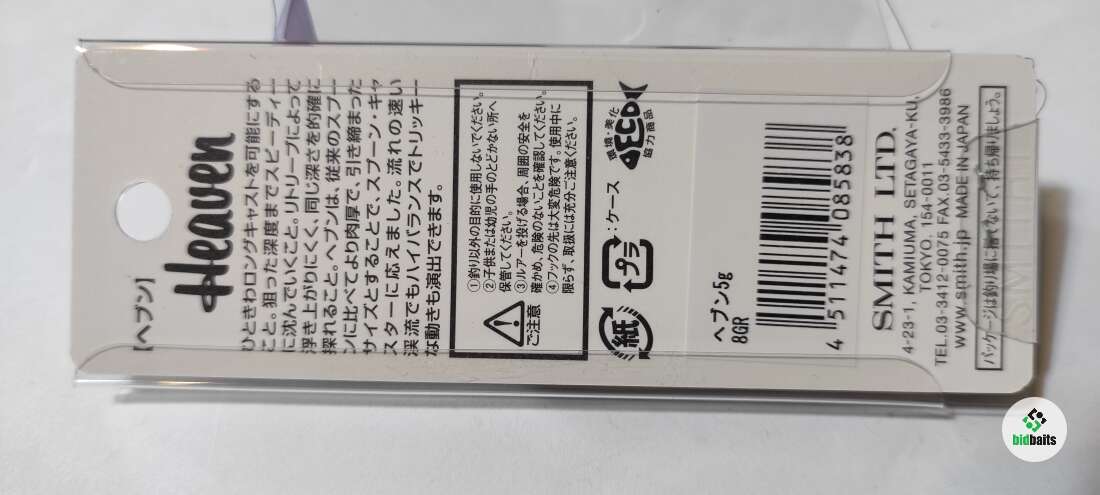 [ヘブン]
Heaven
ひときわロングキャストを可能にする
こと。狙った深度までスピーディー
に沈んでいくこと。リトリーブによって
浮き上がりにくく、同じ深さを的確に
探れること。ヘブンは、従来のスプー
ンに比べてより肉厚で、引き締まった
サイズとすることで、スプーン・キャ
スターに応えました。流れの速い
渓流でもハイバランスでトリッキー
な動きも演出できます。
ご注意
①釣り以外の目的に使用しないでください。
②子供または幼児の手のとどかない所へ
保管してください。
③ルアーを投げる場合、周囲の安全を
確かめ、危険のないことを確認してください。
④フックの先は大変危険です。使用中に
限らず、取扱には充分ご注意ください。
紙
プラ
:ケース
環境・美化
ECO
協力商品
ヘブン5g
8GR
4 511474 085838
SMITH LTD.
4-23-1, KAMIUMA, SETAGAYA-KU,
TOKYO. 154-0011
TEL.03-3412-0075 FAX.03-5433-3986
www.smith.jp MADE IN JAPAN
パッケージは釣り場に捨てないで、持ち帰りましょう。
SMITH
bidbaits